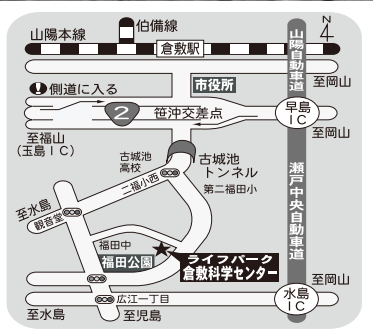 伯備線
N
山陽本線
倉敷駅
山陽自動車道
至岡山
市役所
側道に入る
2
笹沖交差点
早島
IC
至岡山
至福山
(玉島IC)
古城池
高校
古城池
トンネル
二福小西
第二福田小
至水島
観音堂
瀬戸中央自動車道
福田中
福田公園
ライフパーク
倉敷科学センター
至岡山
広江一丁目
水島
IC
至水島
至児島